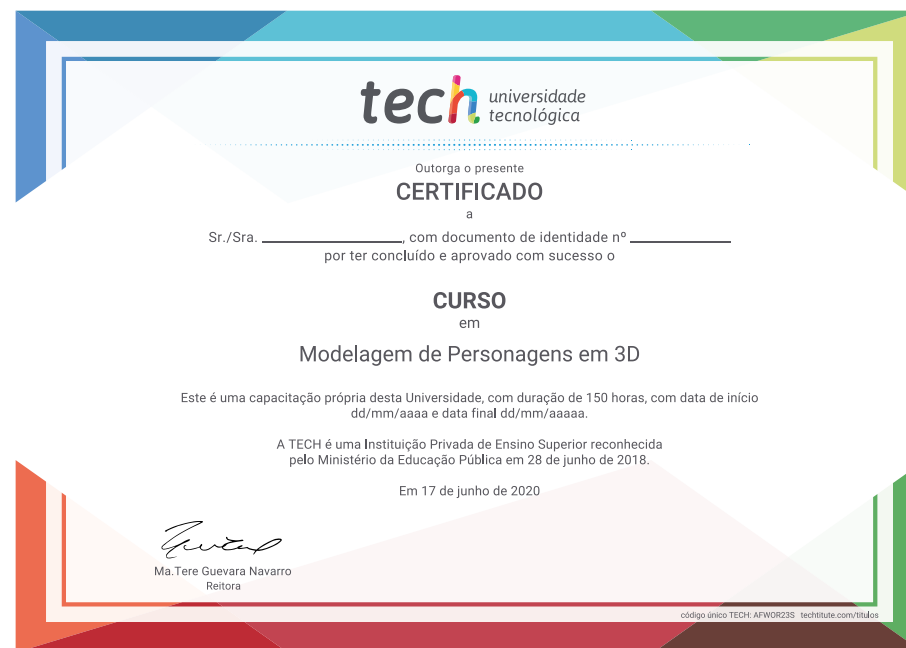 tech universidade
tecnológica
Outorga o presente
CERTIFICADO
a
Sr./Sra. ____________, com documento de identidade nº ____________
por ter concluído e aprovado com sucesso o
CURSO
em
Modelagem de Personagens em 3D
Este é uma capacitação própria desta Universidade, com duração de 150 horas, com data de início
dd/mm/aaaa e data final dd/mm/aaaaa.
A TECH é uma Instituição Privada de Ensino Superior reconhecida
pelo Ministério da Educação Pública em 28 de junho de 2018.
Em 17 de junho de 2020
Ma.Tere Guevara Navarro
Reitora
código único TECH: AFWOR23S techtitute.com/titulos